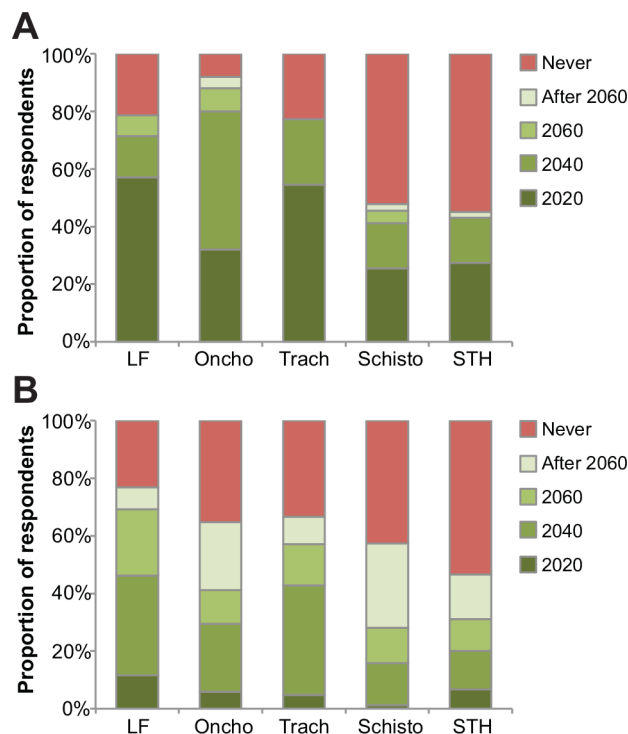 A
Proportion of respondents
100%
80%
60%
40%
20%
0%
LF Oncho Trach Schisto STH
Never
After 2060
2060
2040
2020
B
Proportion of respondents
100%
80%
60%
40%
20%
0%
LF Oncho Trach Schisto STH
Never
After 2060
2060
2040
2020